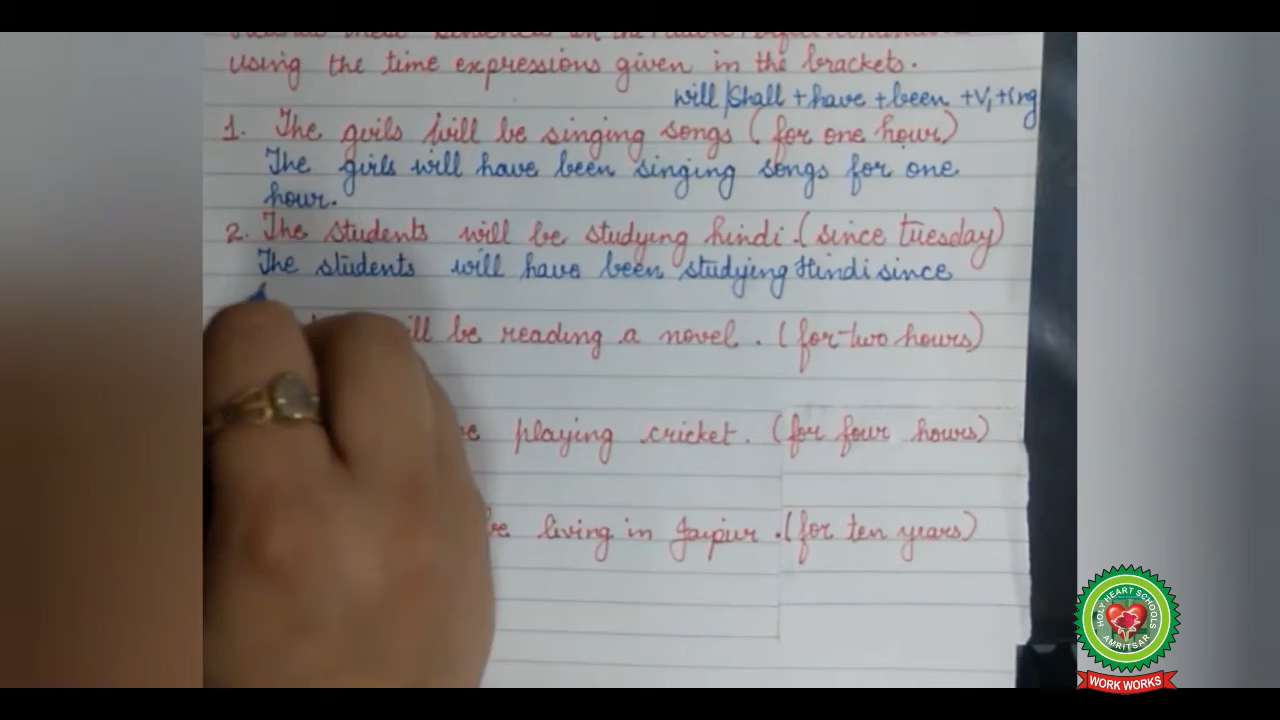 using the time expressions given in the brackets.
will/Shall + have + been + V1 + ing
1. The girls will be singing songs (for one hour)
The girls will have been singing songs for one
hour.
2. The students will be studying hindi. (since tuesday)
The students will have been studying Hindi since
will be reading a novel. (for two hours)
be playing cricket. (for four hours)
be living in Jaipur. (for ten years)
HOLY HEART SCHOOLS
AMRITSAR
WORK WORKS